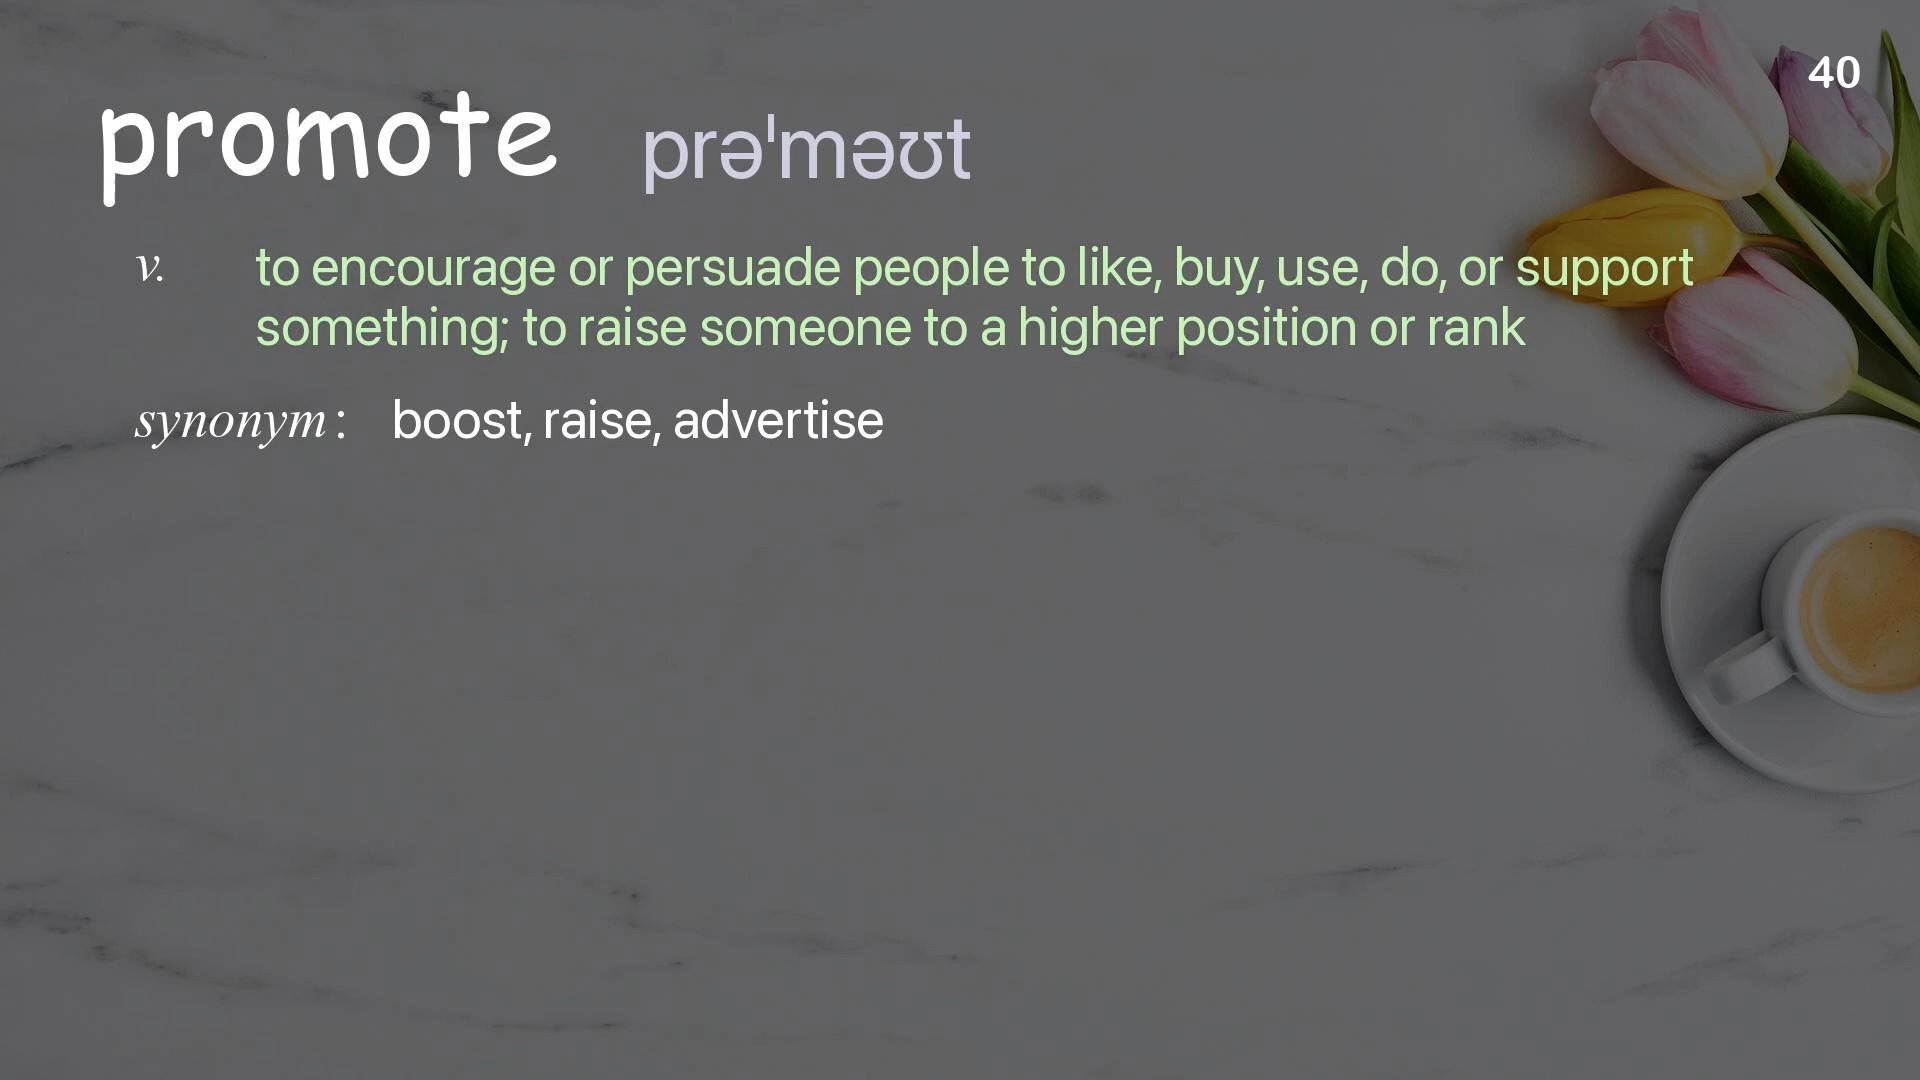 40
promote prəˈməʊt
v. to encourage or persuade people to like, buy, use, do, or support
something; to raise someone to a higher position or rank
synonym: boost, raise, advertise